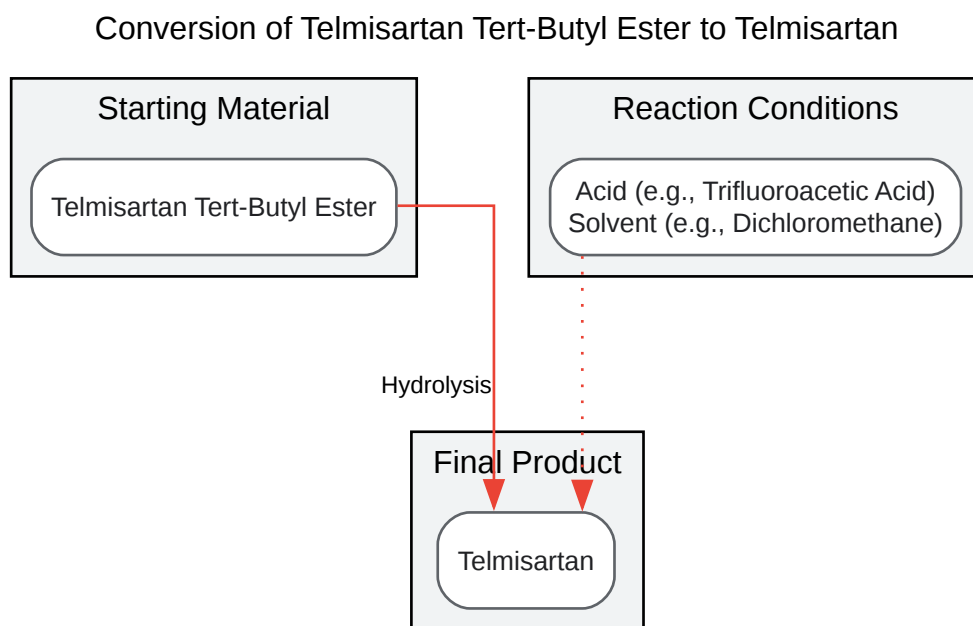 Conversion of Telmisartan Tert-Butyl Ester to Telmisartan
Starting Material
Telmisartan Tert-Butyl Ester
Reaction Conditions
Acid (e.g., Trifluoroacetic Acid)
Solvent (e.g., Dichloromethane)
Hydrolysis
Final Product
Telmisartan